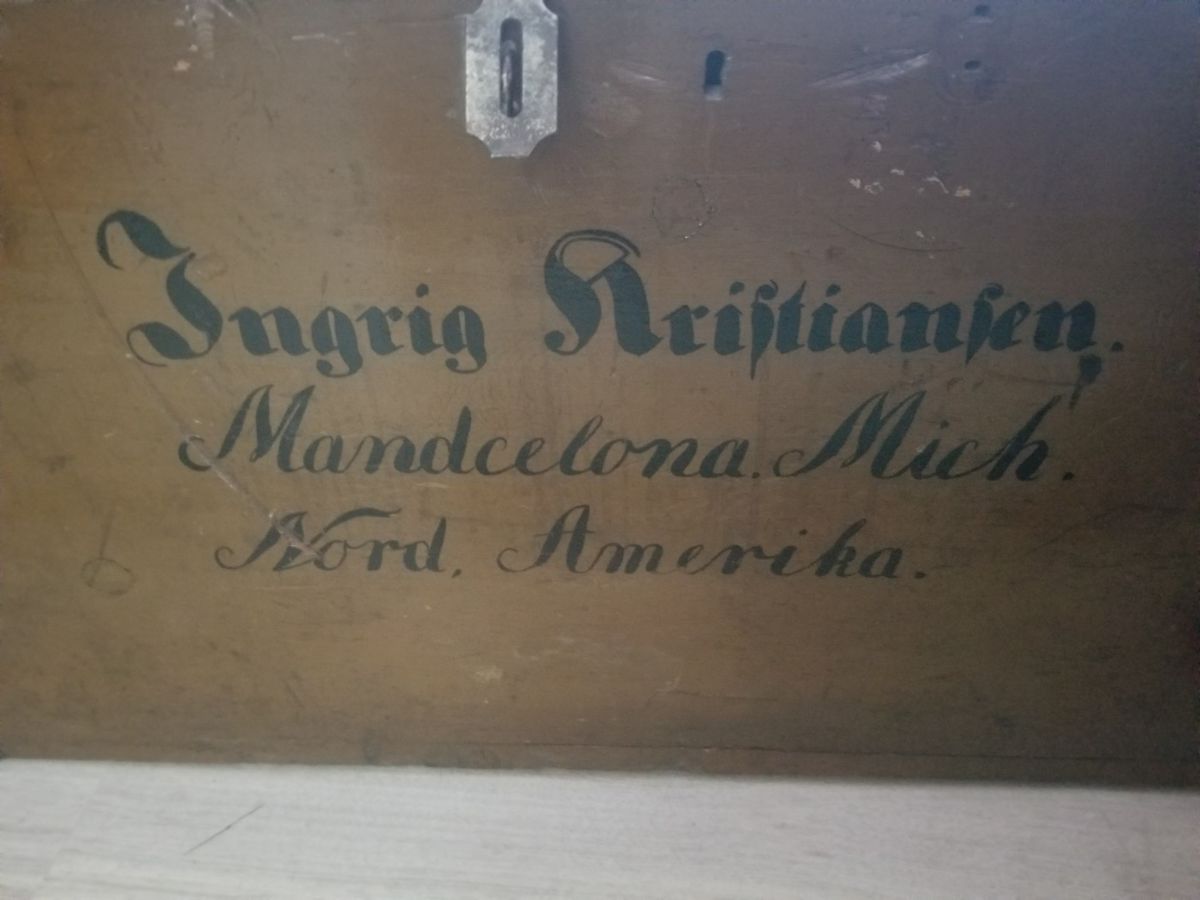 Ingrig Kristiansen.
Mandcelona. Mich.
Nord, Amerika.